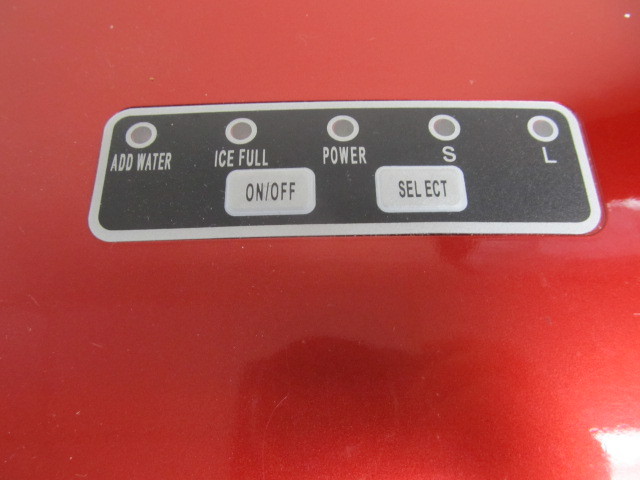 ADD WATER
ICE FULL
POWER
S
L
ON/OFF
SELECT